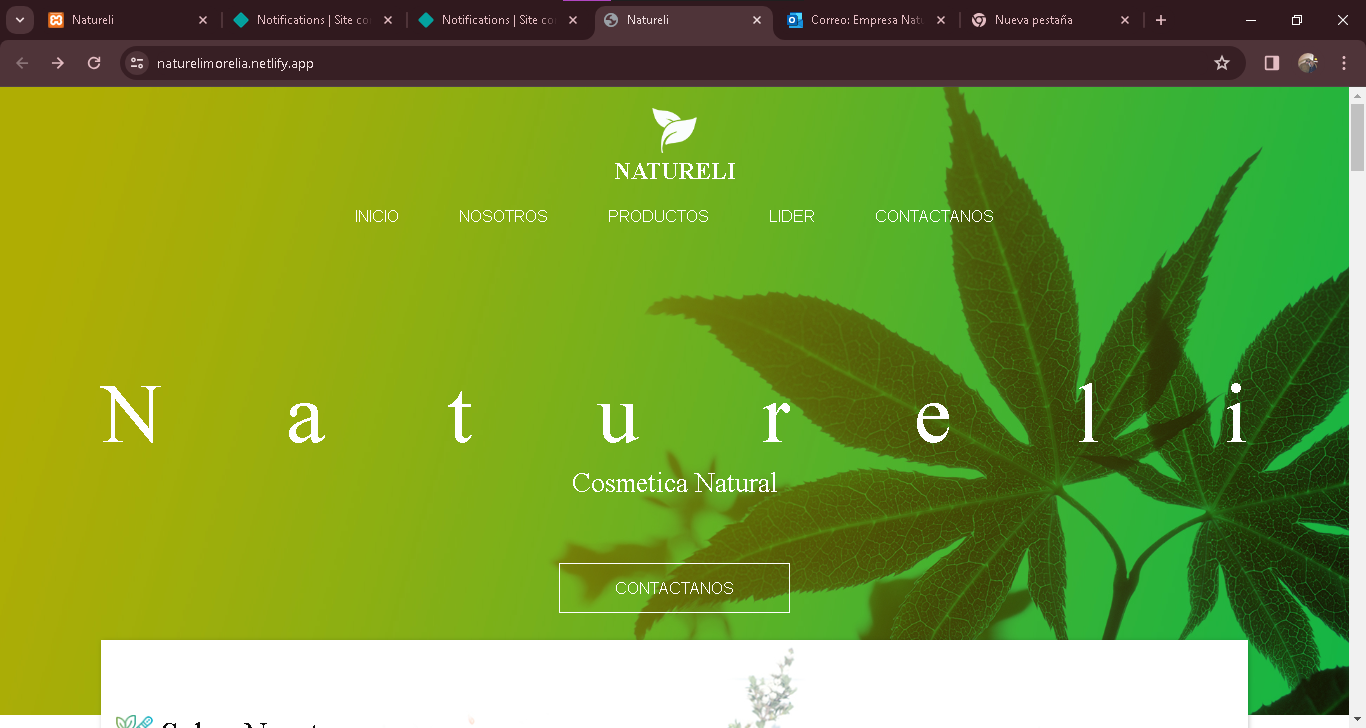 Natureli
Notifications | Site co
Notifications | Site co
Natureli
Correo: Empresa Natu
Nueva pestaña
naturelimorelia.netlify.app
NATURELI
INICIO
NOSOTROS
PRODUCTOS
LIDER
CONTACTANOS
Natureli
Cosmetica Natural
CONTACTANOS